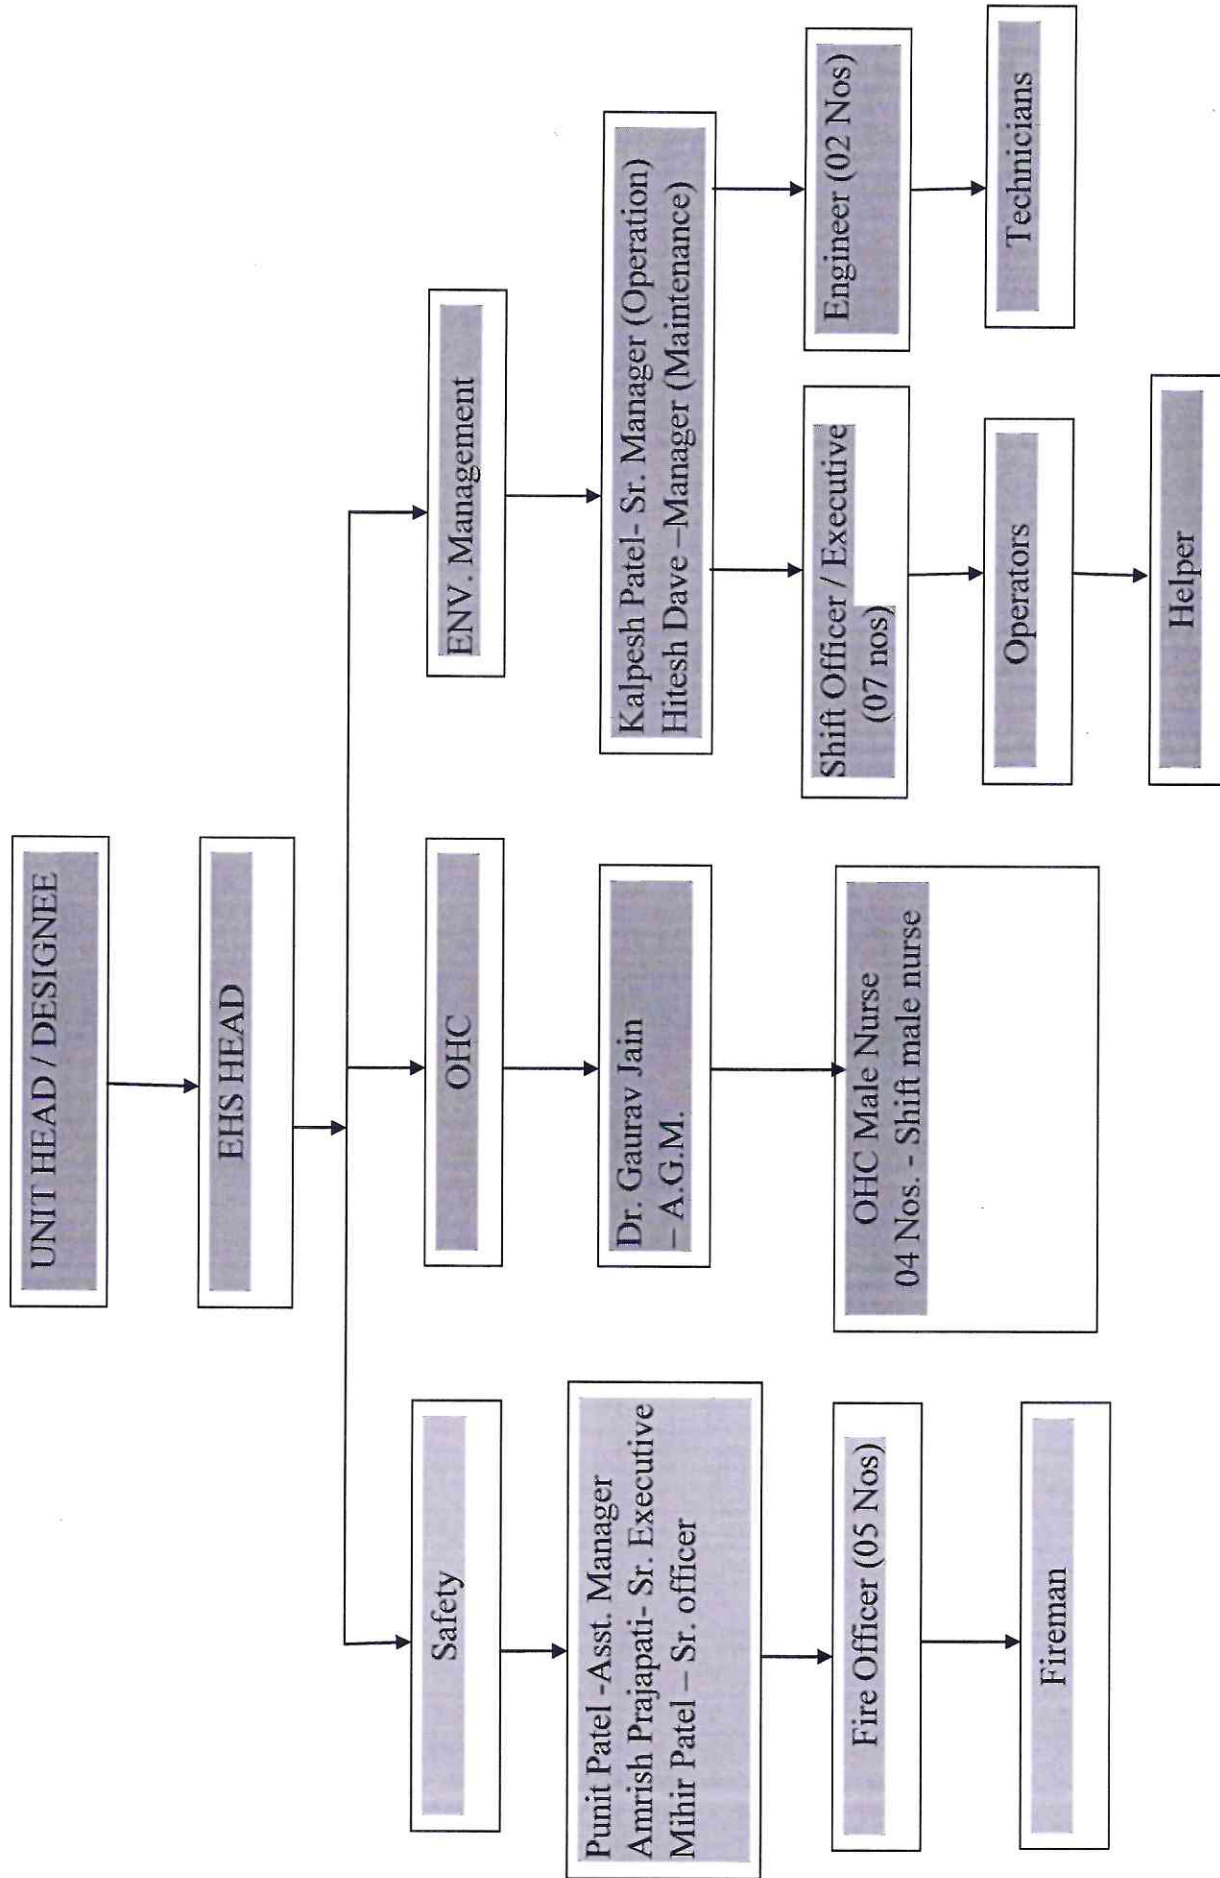 UNIT HEAD / DESIGNEE
EHS HEAD
Safety
OHC
ENV. Management
Punit Patel -Asst. Manager
Amrish Prajapati- Sr. Executive
Mihir Patel – Sr. officer
Dr. Gaurav Jain
– A.G.M.
Kalpesh Patel- Sr. Manager (Operation)
Hitesh Dave –Manager (Maintenance)
Fire Officer (05 Nos)
OHC Male Nurse
04 Nos. - Shift male nurse
Shift Officer / Executive
(07 nos)
Engineer (02 Nos)
Fireman
Operators
Technicians
Helper